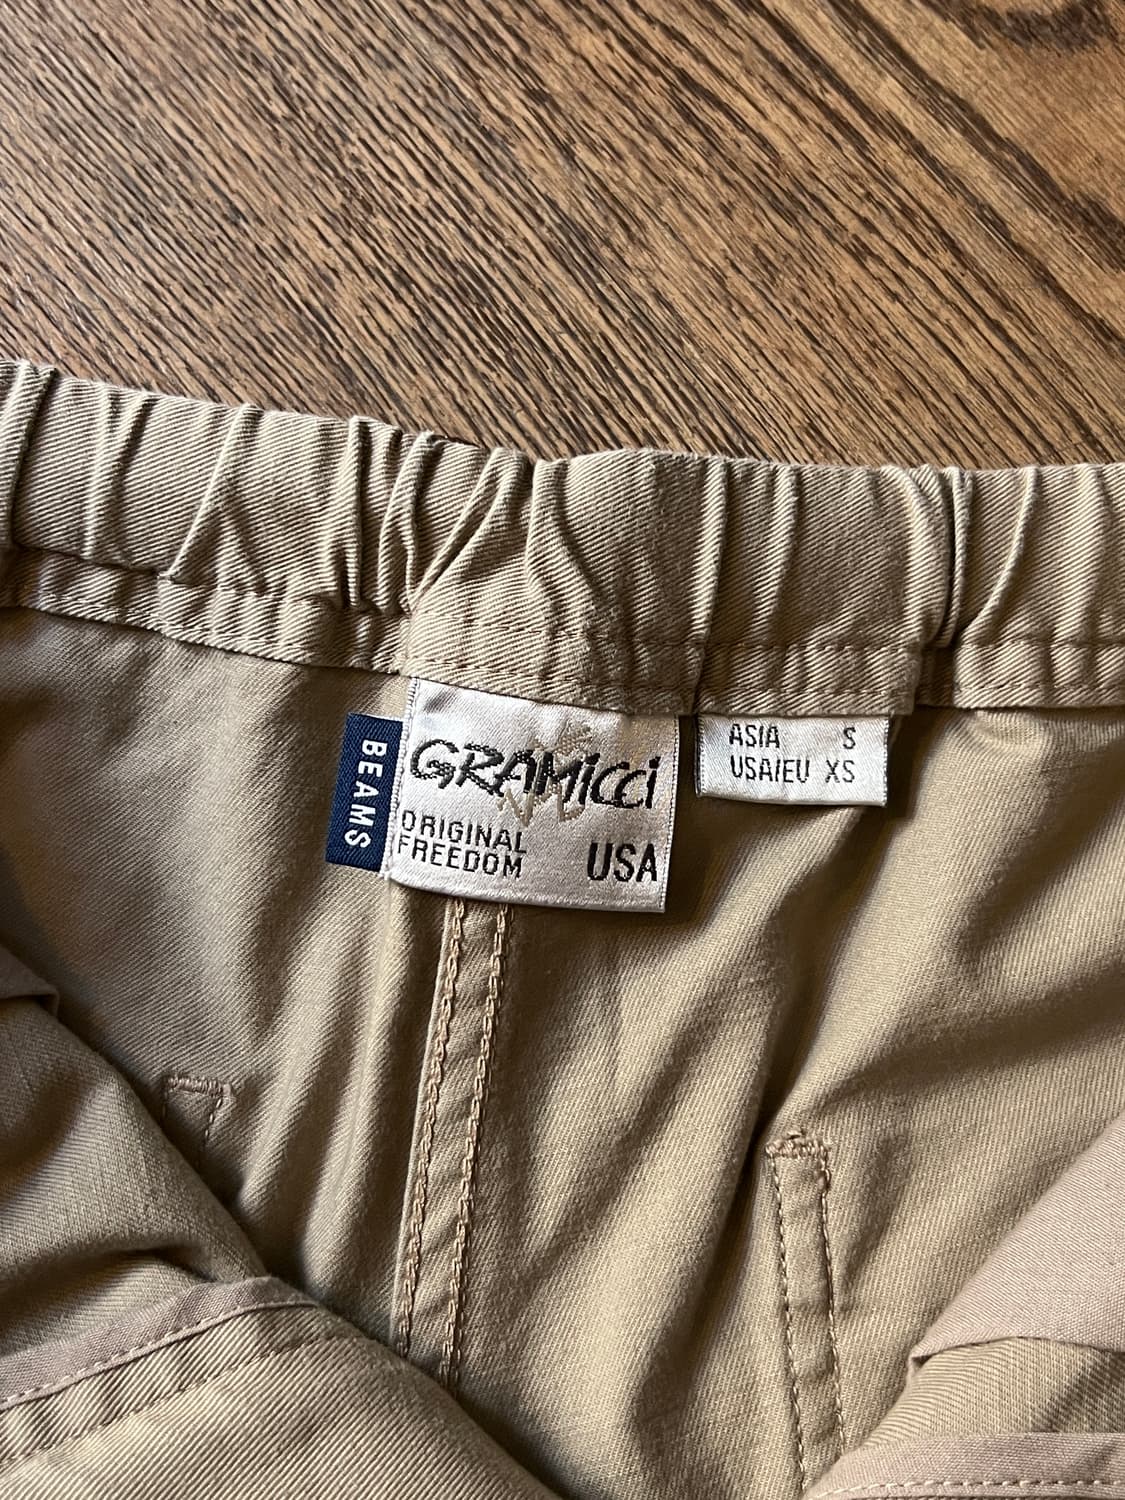 BEAMS
GRAMicci
ORIGINAL
FREEDOM
USA
ASIA S
USA/EU XS